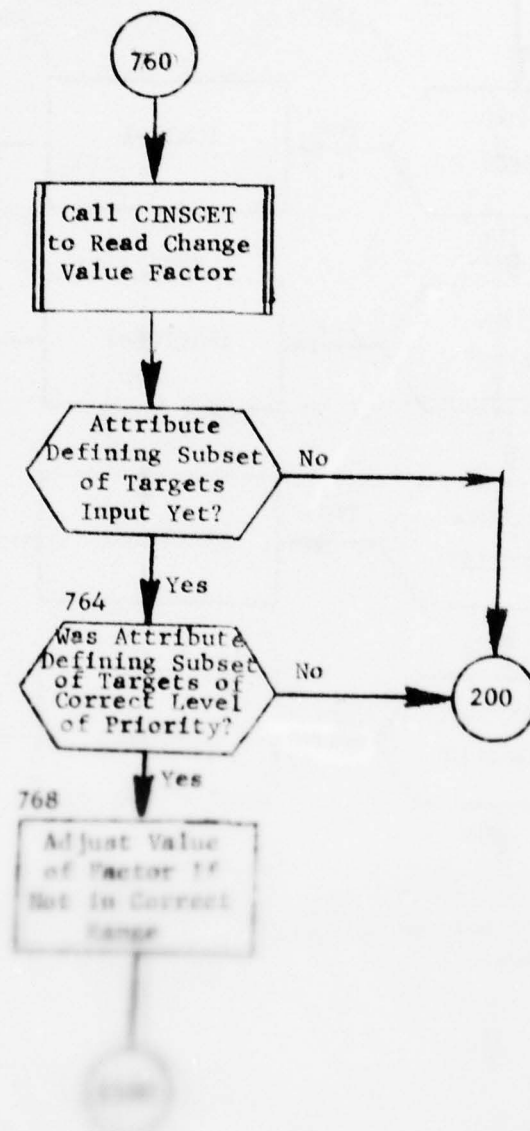 760
Call CINSGET
to Read Change
Value Factor
Attribute
Defining Subset
of Targets
Input Yet?
No
Yes
764
Was Attribute
Defining Subset
of Targets of
Correct Level
of Priority?
No
200
Yes
768
Adjust Value
of Factor If
Not in Correct
Range